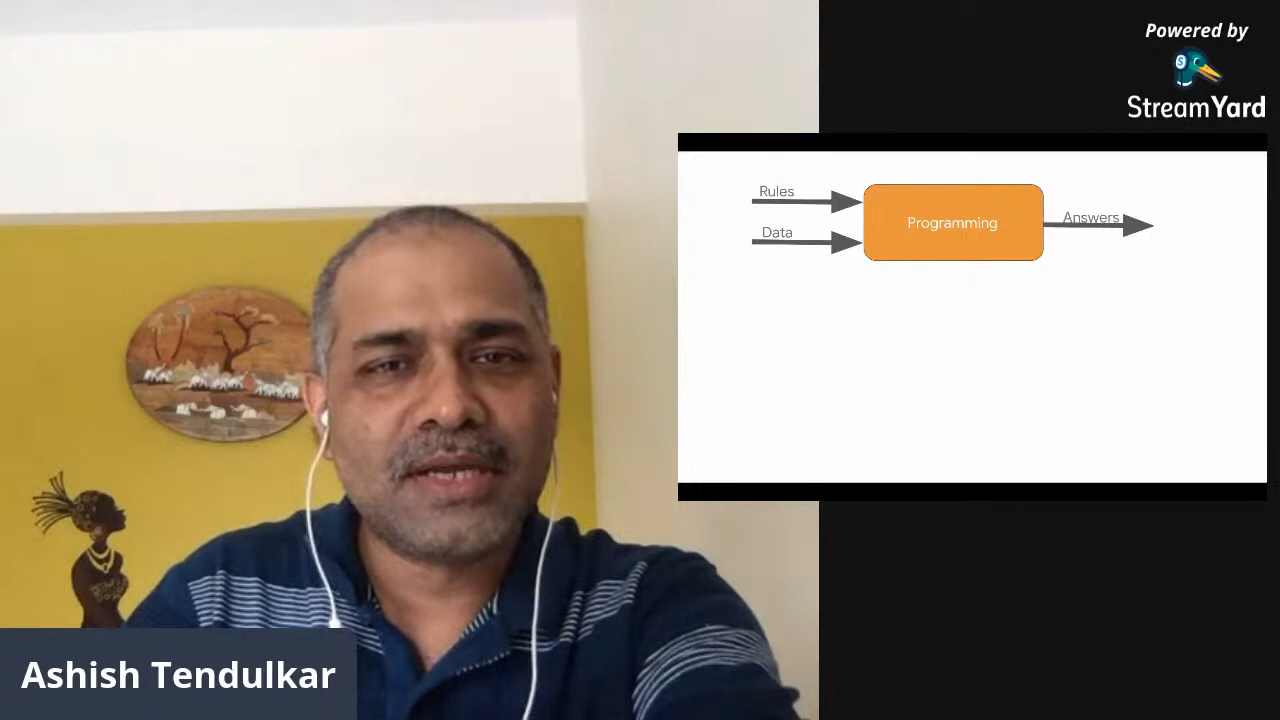 Powered by
StreamYard
Rules
Data
Programming
Answers
Ashish Tendulkar